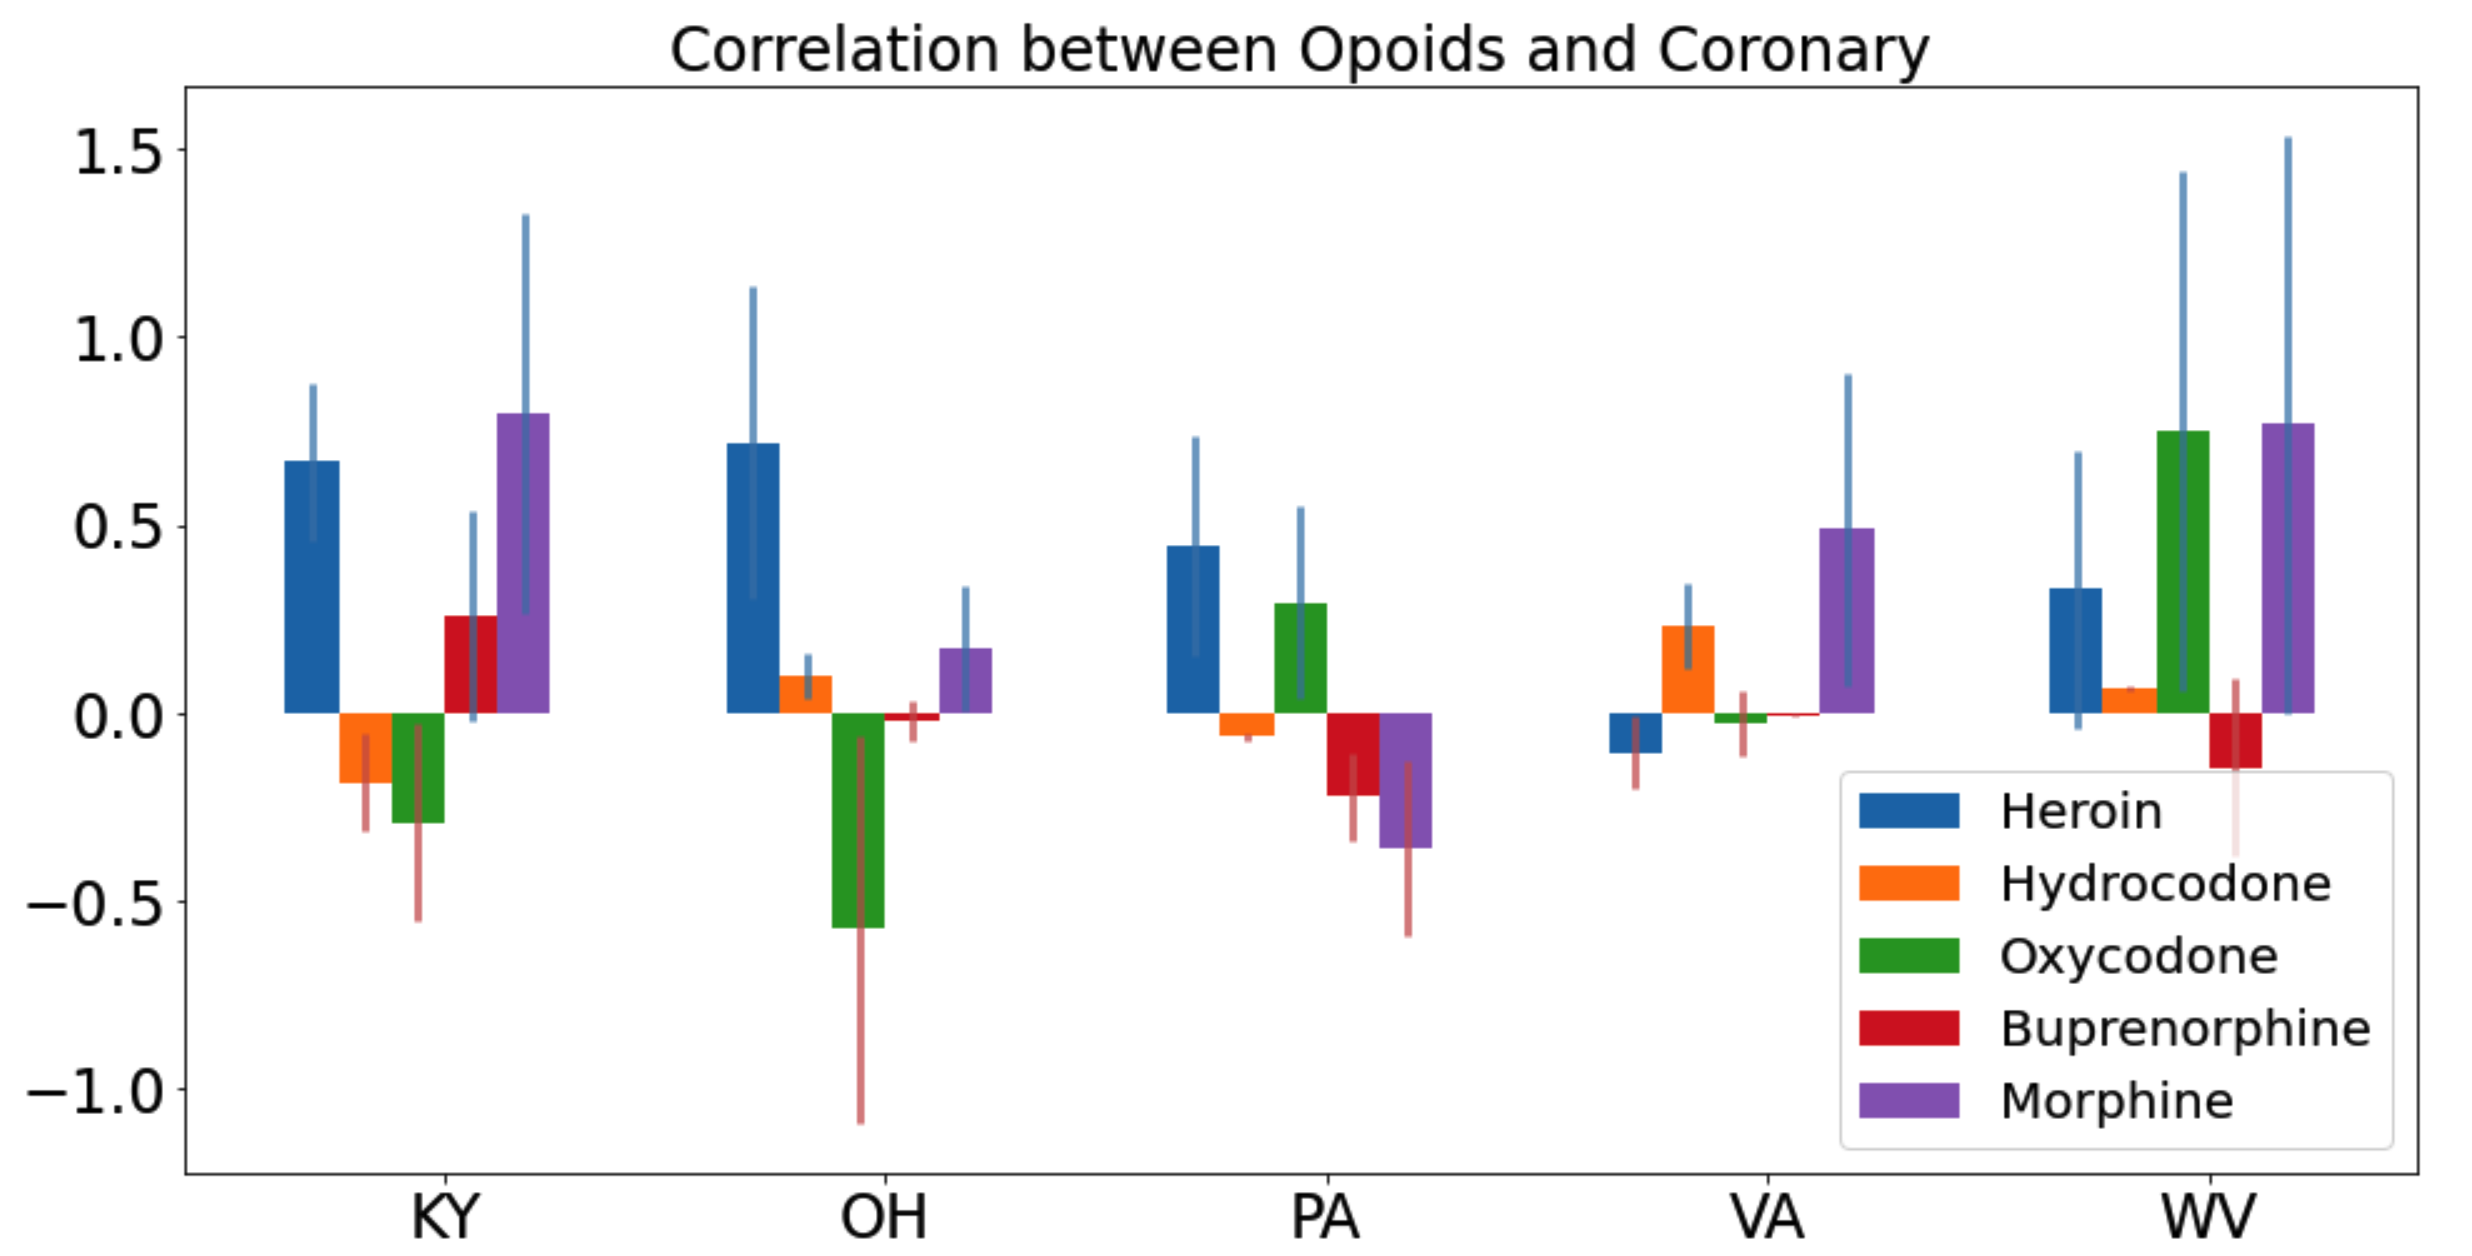 Correlation between Opoids and Coronary
1.5
1.0
0.5
0.0
−0.5
−1.0
KY
OH
PA
VA
WV
Heroin
Hydrocodone
Oxycodone
Buprenorphine
Morphine